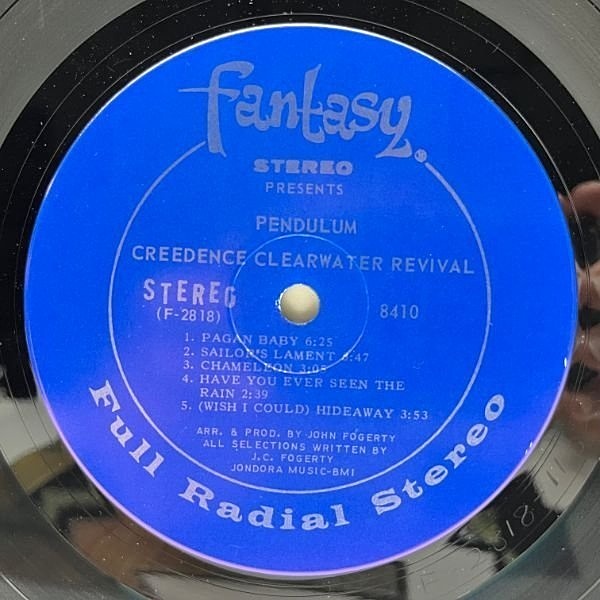 fantasy®
STEREO
PRESENTS
PENDULUM
CREEDENCE CLEARWATER REVIVAL
STEREO
(F-2818)
8410
1. PAGAN BABY 6:25
2. SAILOR'S LAMENT 3:47
3. CHAMELEON 3:05
4. HAVE YOU EVER SEEN THE
RAIN 2:39
5. (WISH I COULD) HIDEAWAY 3:53
ARR. & PROD. BY JOHN FOGERTY
ALL SELECTIONS WRITTEN BY
J.C. FOGERTY
JONDORA MUSIC-BMI
Full Radial Stereo
F 2818